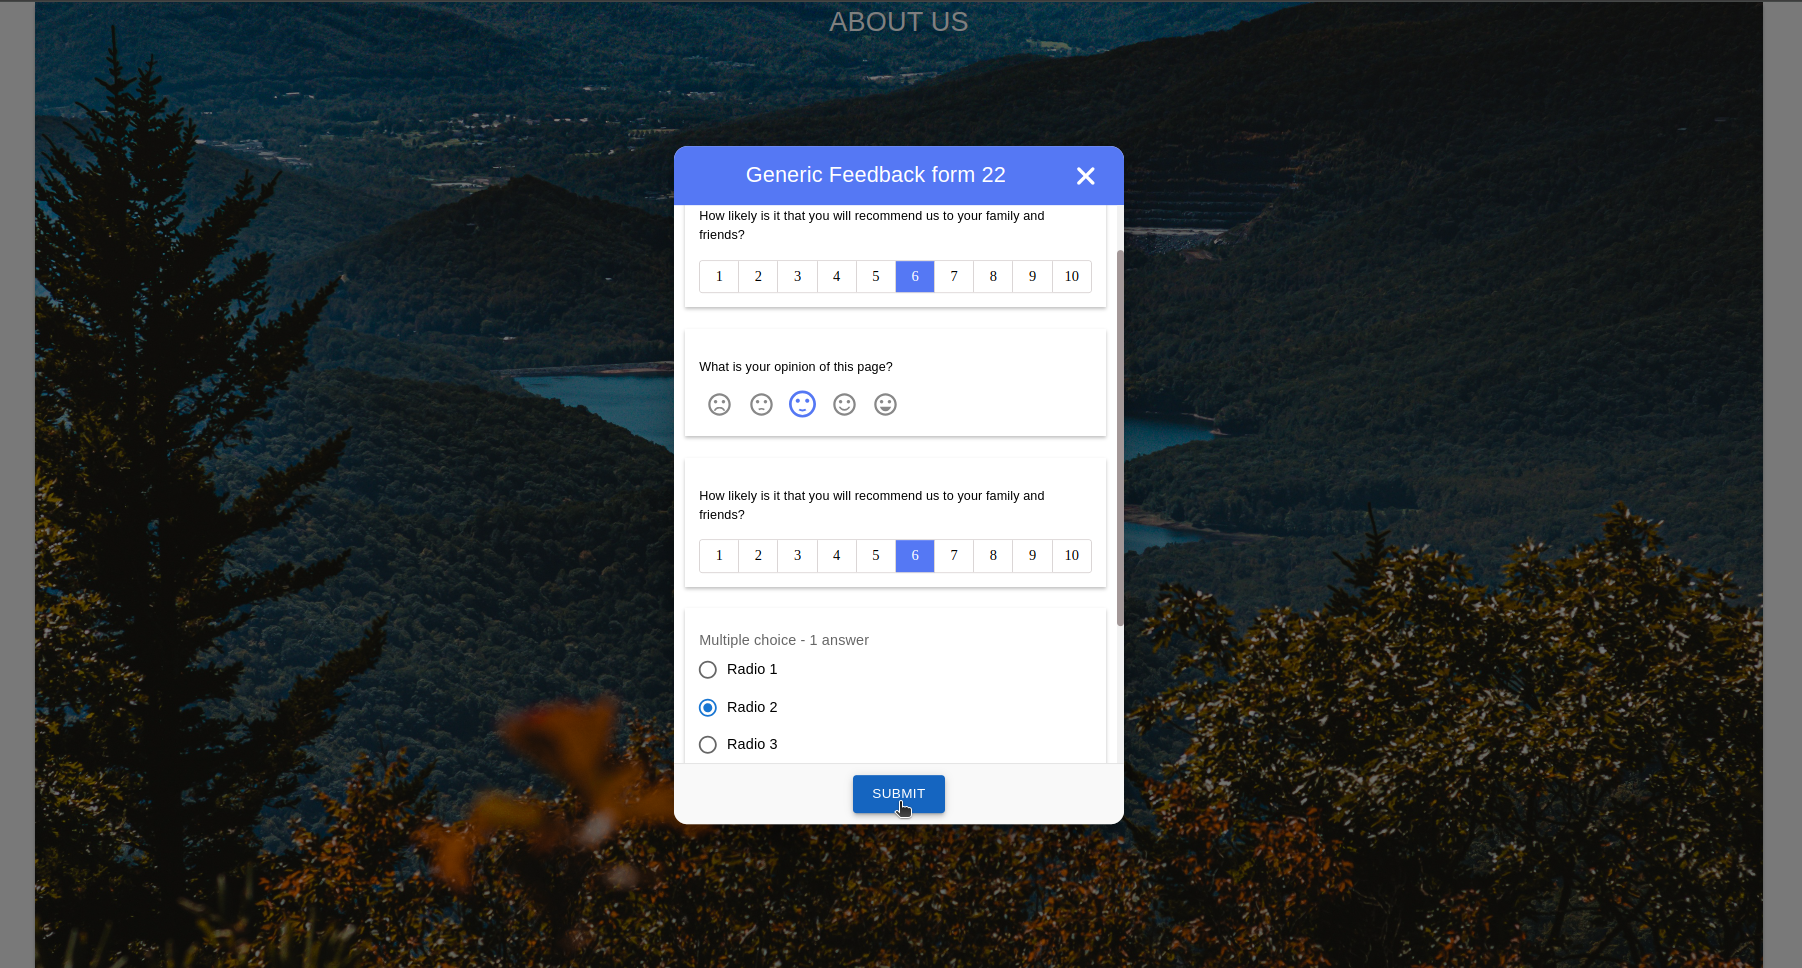 ABOUT US
Generic Feedback form 22
How likely is it that you will recommend us to your family and
friends?
1 2 3 4 5 6 7 8 9 10
What is your opinion of this page?
How likely is it that you will recommend us to your family and
friends?
1 2 3 4 5 6 7 8 9 10
Multiple choice - 1 answer
Radio 1
Radio 2
Radio 3
SUBMIT